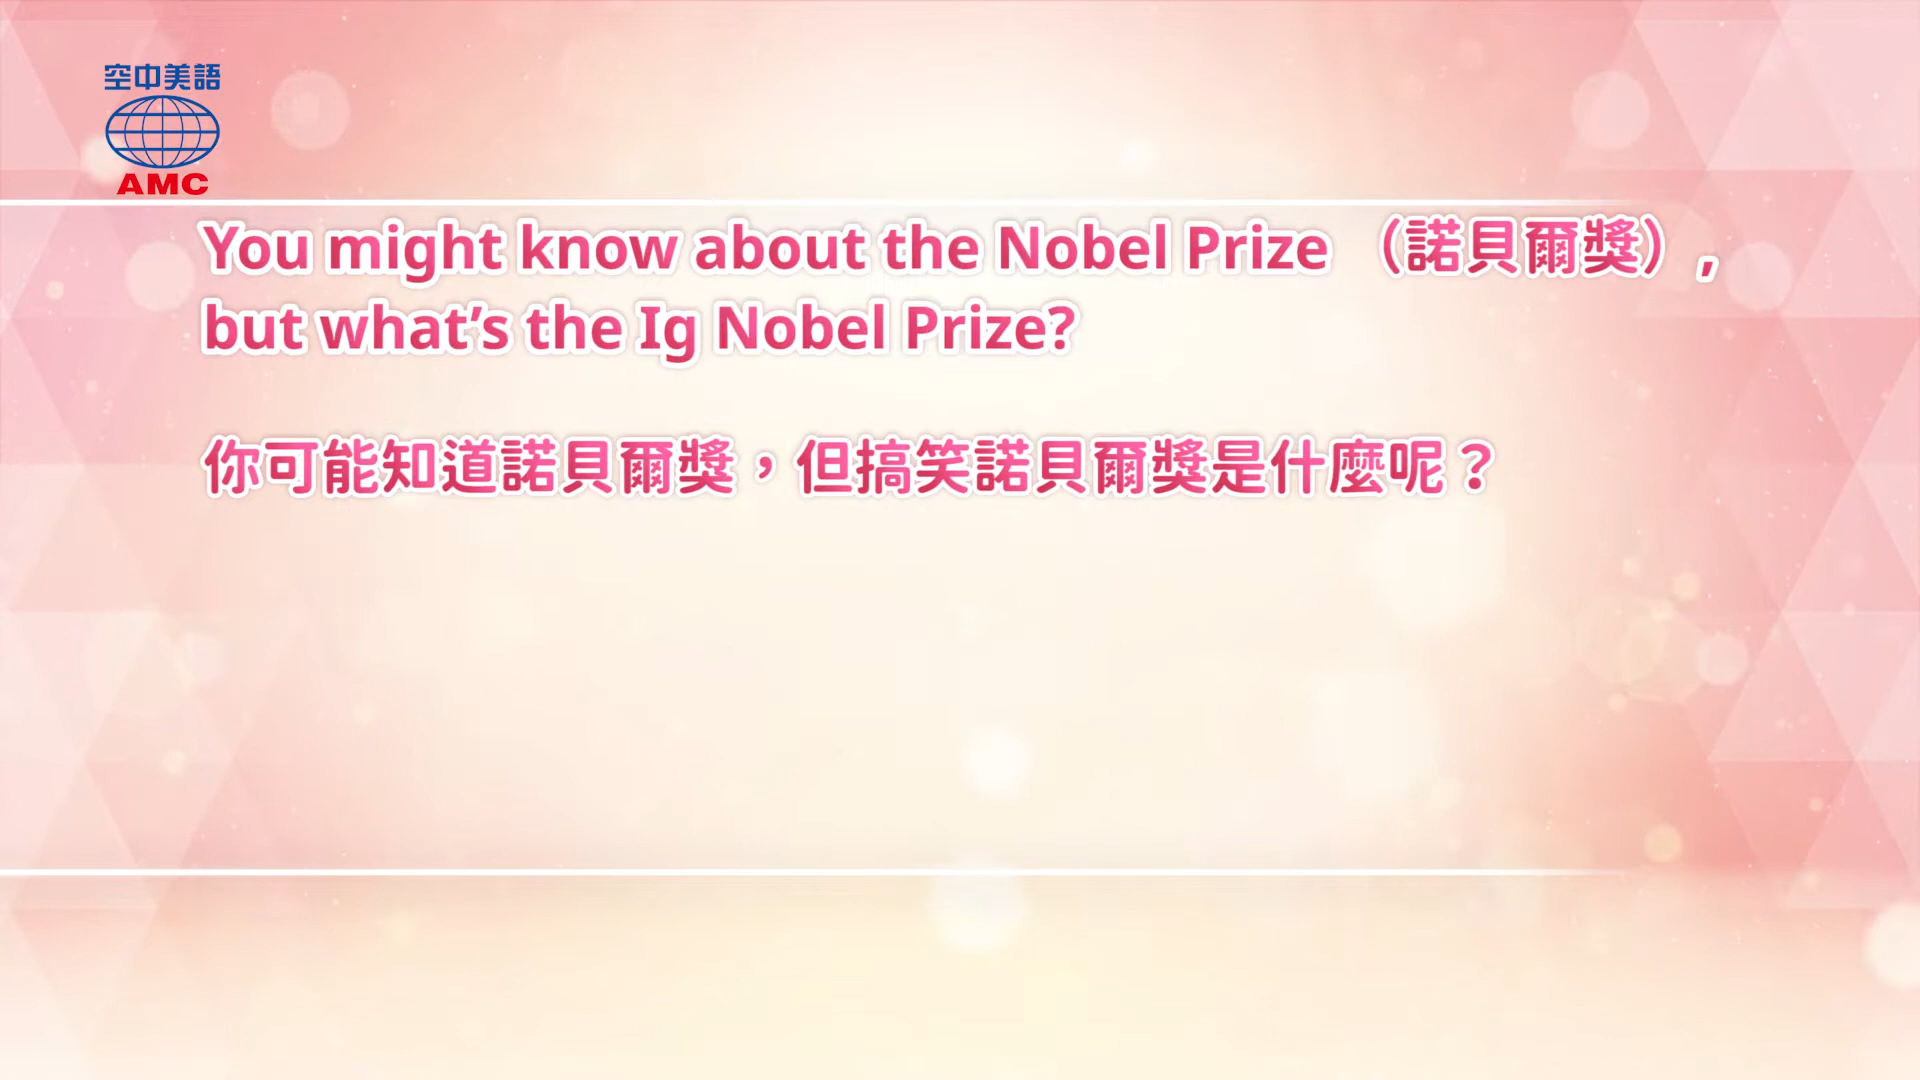 空中美語
AMC
You might know about the Nobel Prize （諾貝爾獎）,
but what’s the Ig Nobel Prize?
你可能知道諾貝爾獎，但搞笑諾貝爾獎是什麼呢？